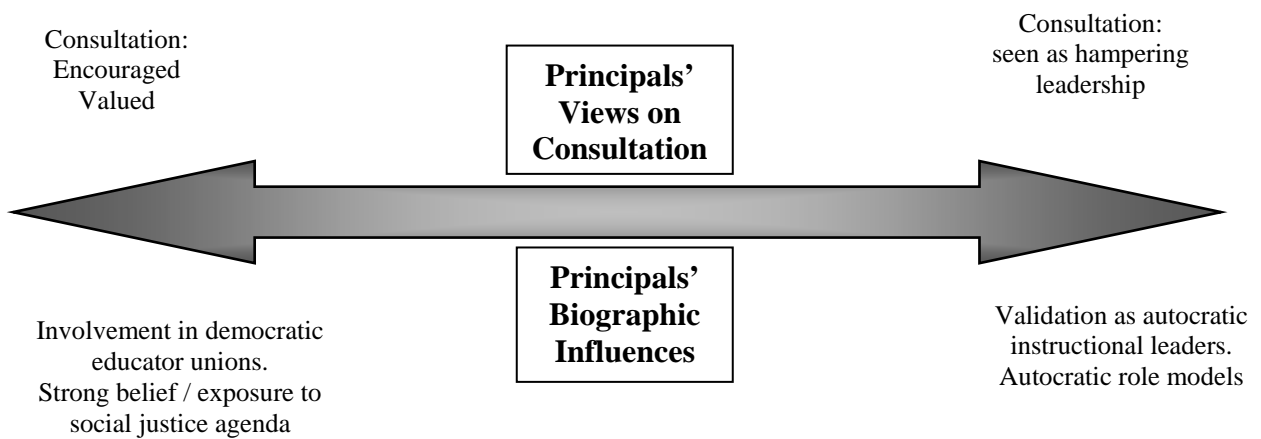 Consultation:
Encouraged
Valued
Principals’
Views on
Consultation
Consultation:
seen as hampering
leadership
Principals’
Biographic
Influences
Involvement in democratic
educator unions.
Strong belief / exposure to
social justice agenda
Validation as autocratic
instructional leaders.
Autocratic role models